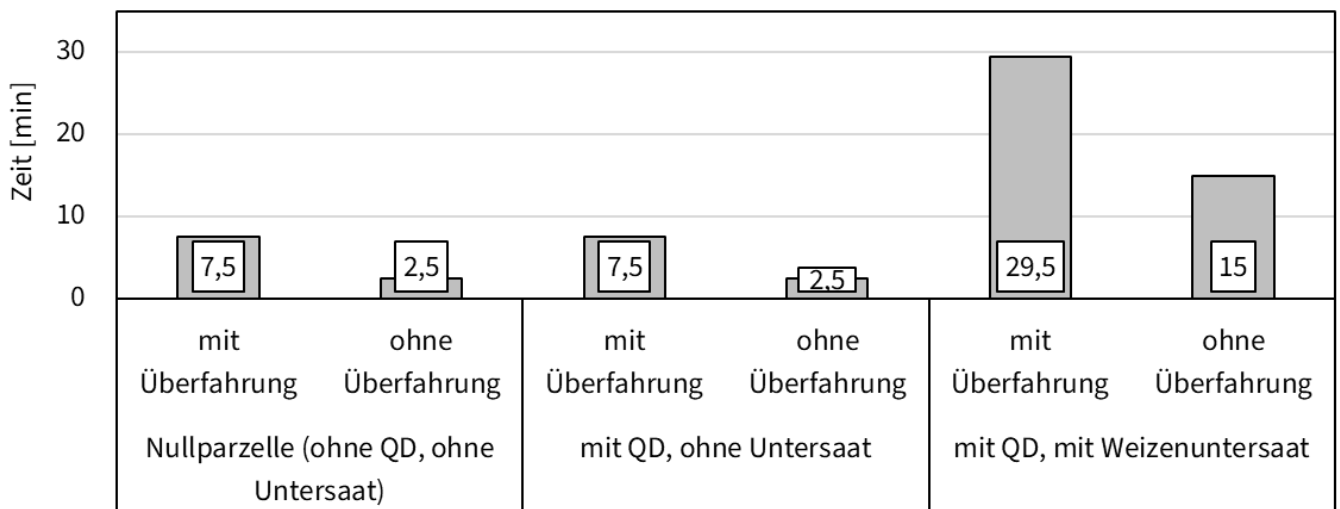 Zeit [min]
30
20
10
0
7,5
2,5
7,5
2,5
29,5
15
mit
Überfahrung
ohne
Überfahrung
mit
Überfahrung
ohne
Überfahrung
mit
Überfahrung
ohne
Überfahrung
Nullparzelle (ohne QD, ohne
Untersaat)
mit QD, ohne Untersaat
mit QD, mit Weizenuntersaat